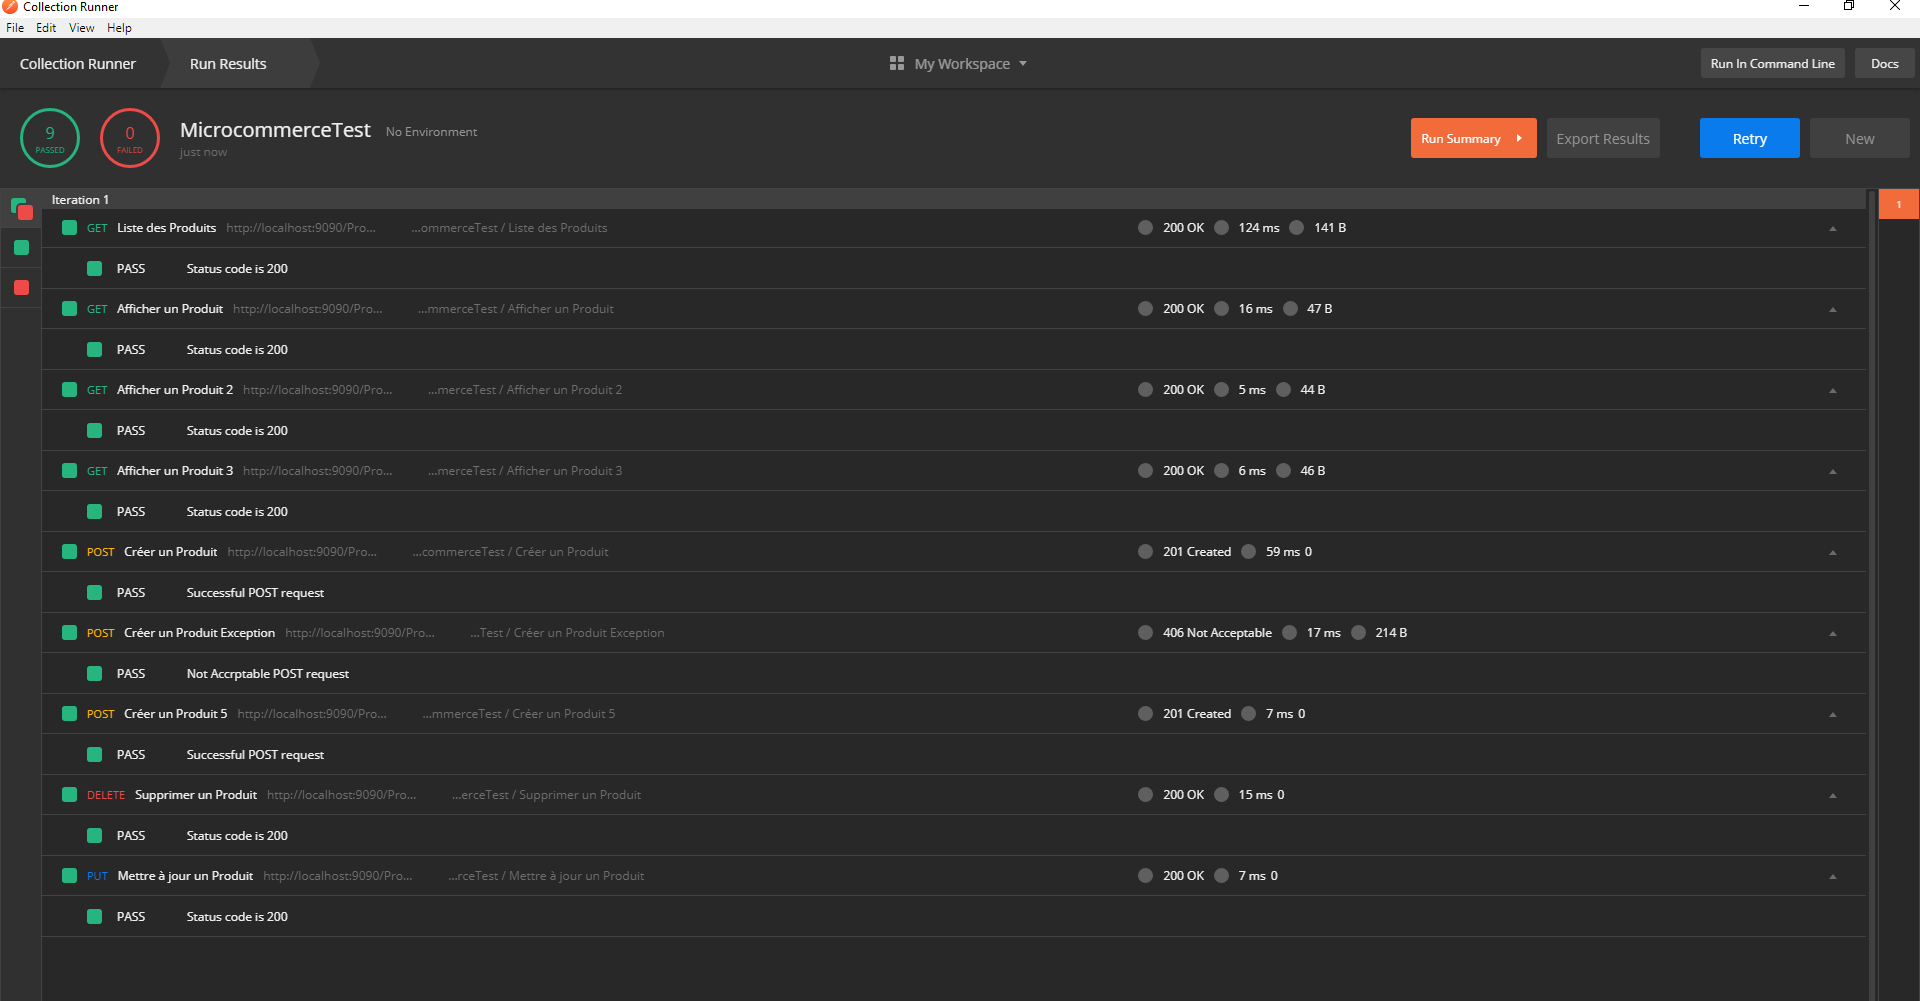 Collection Runner
File Edit View Help
Collection Runner Run Results My Workspace Run In Command Line Docs
9 PASSED 0 FAILED MicrocommerceTest No Environment just now Run Summary Export Results Retry New
Iteration 1 1
GET Liste des Produits http://localhost:9090/Pro... ...ommerceTest / Liste des Produits 200 OK 124 ms 141 B
PASS Status code is 200
GET Afficher un Produit http://localhost:9090/Pro... ...mmerceTest / Afficher un Produit 200 OK 16 ms 47 B
PASS Status code is 200
GET Afficher un Produit 2 http://localhost:9090/Pro... ...merceTest / Afficher un Produit 2 200 OK 5 ms 44 B
PASS Status code is 200
GET Afficher un Produit 3 http://localhost:9090/Pro... ...merceTest / Afficher un Produit 3 200 OK 6 ms 46 B
PASS Status code is 200
POST Créer un Produit http://localhost:9090/Pro... ...commerceTest / Créer un Produit 201 Created 59 ms 0
PASS Successful POST request
POST Créer un Produit Exception http://localhost:9090/Pro... ...Test / Créer un Produit Exception 406 Not Acceptable 17 ms 214 B
PASS Not Accrptable POST request
POST Créer un Produit 5 http://localhost:9090/Pro... ...mmerceTest / Créer un Produit 5 201 Created 7 ms 0
PASS Successful POST request
DELETE Supprimer un Produit http://localhost:9090/Pro... ...erceTest / Supprimer un Produit 200 OK 15 ms 0
PASS Status code is 200
PUT Mettre à jour un Produit http://localhost:9090/Pro... ...rceTest / Mettre à jour un Produit 200 OK 7 ms 0
PASS Status code is 200